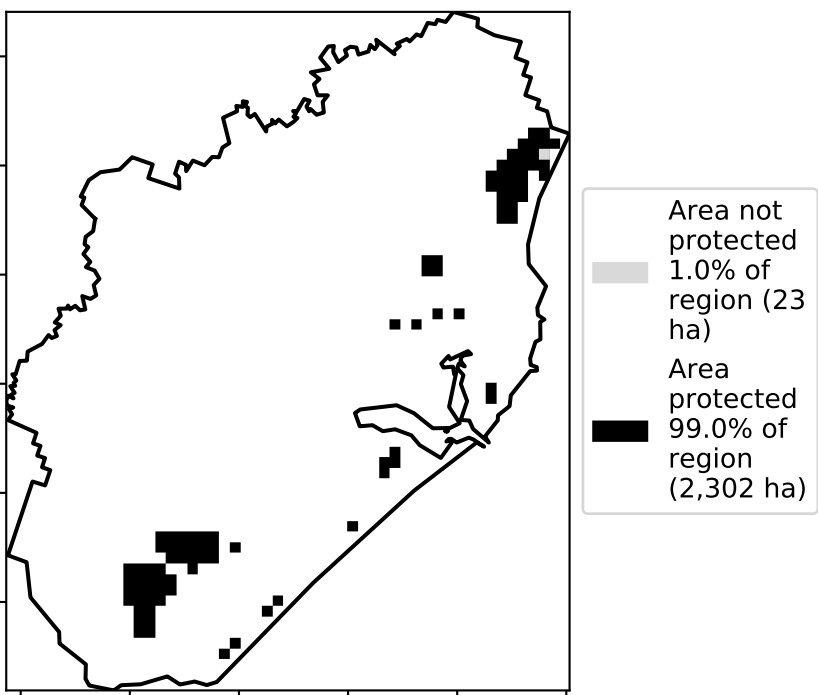 Area not
protected
1.0% of
region (23
ha)
Area
protected
99.0% of
region
(2,302 ha)